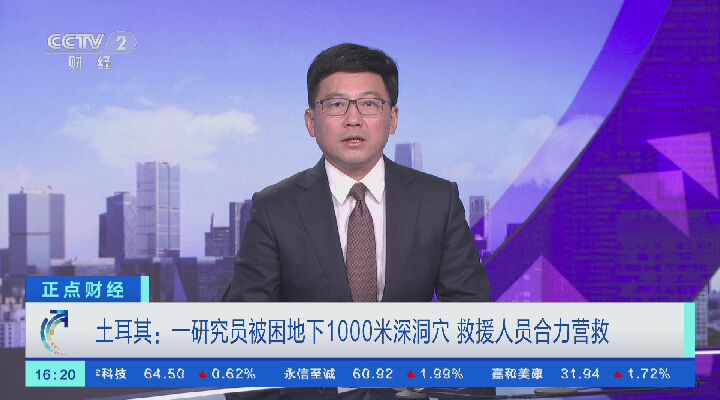 CCTV 2
财经
正点财经
土耳其：一研究员被困地下1000米深洞穴 救援人员合力营救
16:20 科技 64.50 ▲ 0.62% 永信至诚 60.92 ▲ 1.99% 嘉和美康 31.94 ▲ 1.72%